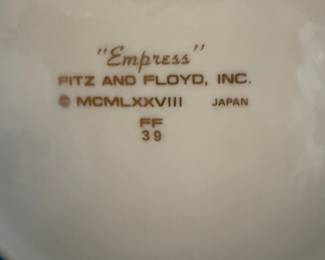 "Empress"
FITZ AND FLOYD, INC.
© MCMLXXVIII JAPAN
FF
39